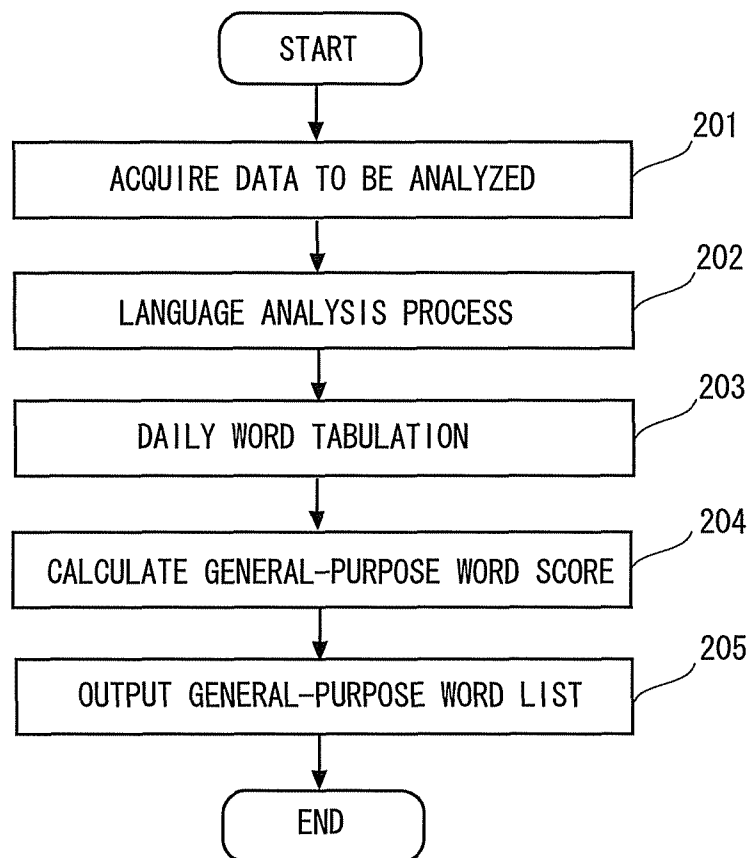 START
201
ACQUIRE DATA TO BE ANALYZED
202
LANGUAGE ANALYSIS PROCESS
203
DAILY WORD TABULATION
204
CALCULATE GENERAL-PURPOSE WORD SCORE
205
OUTPUT GENERAL-PURPOSE WORD LIST
END